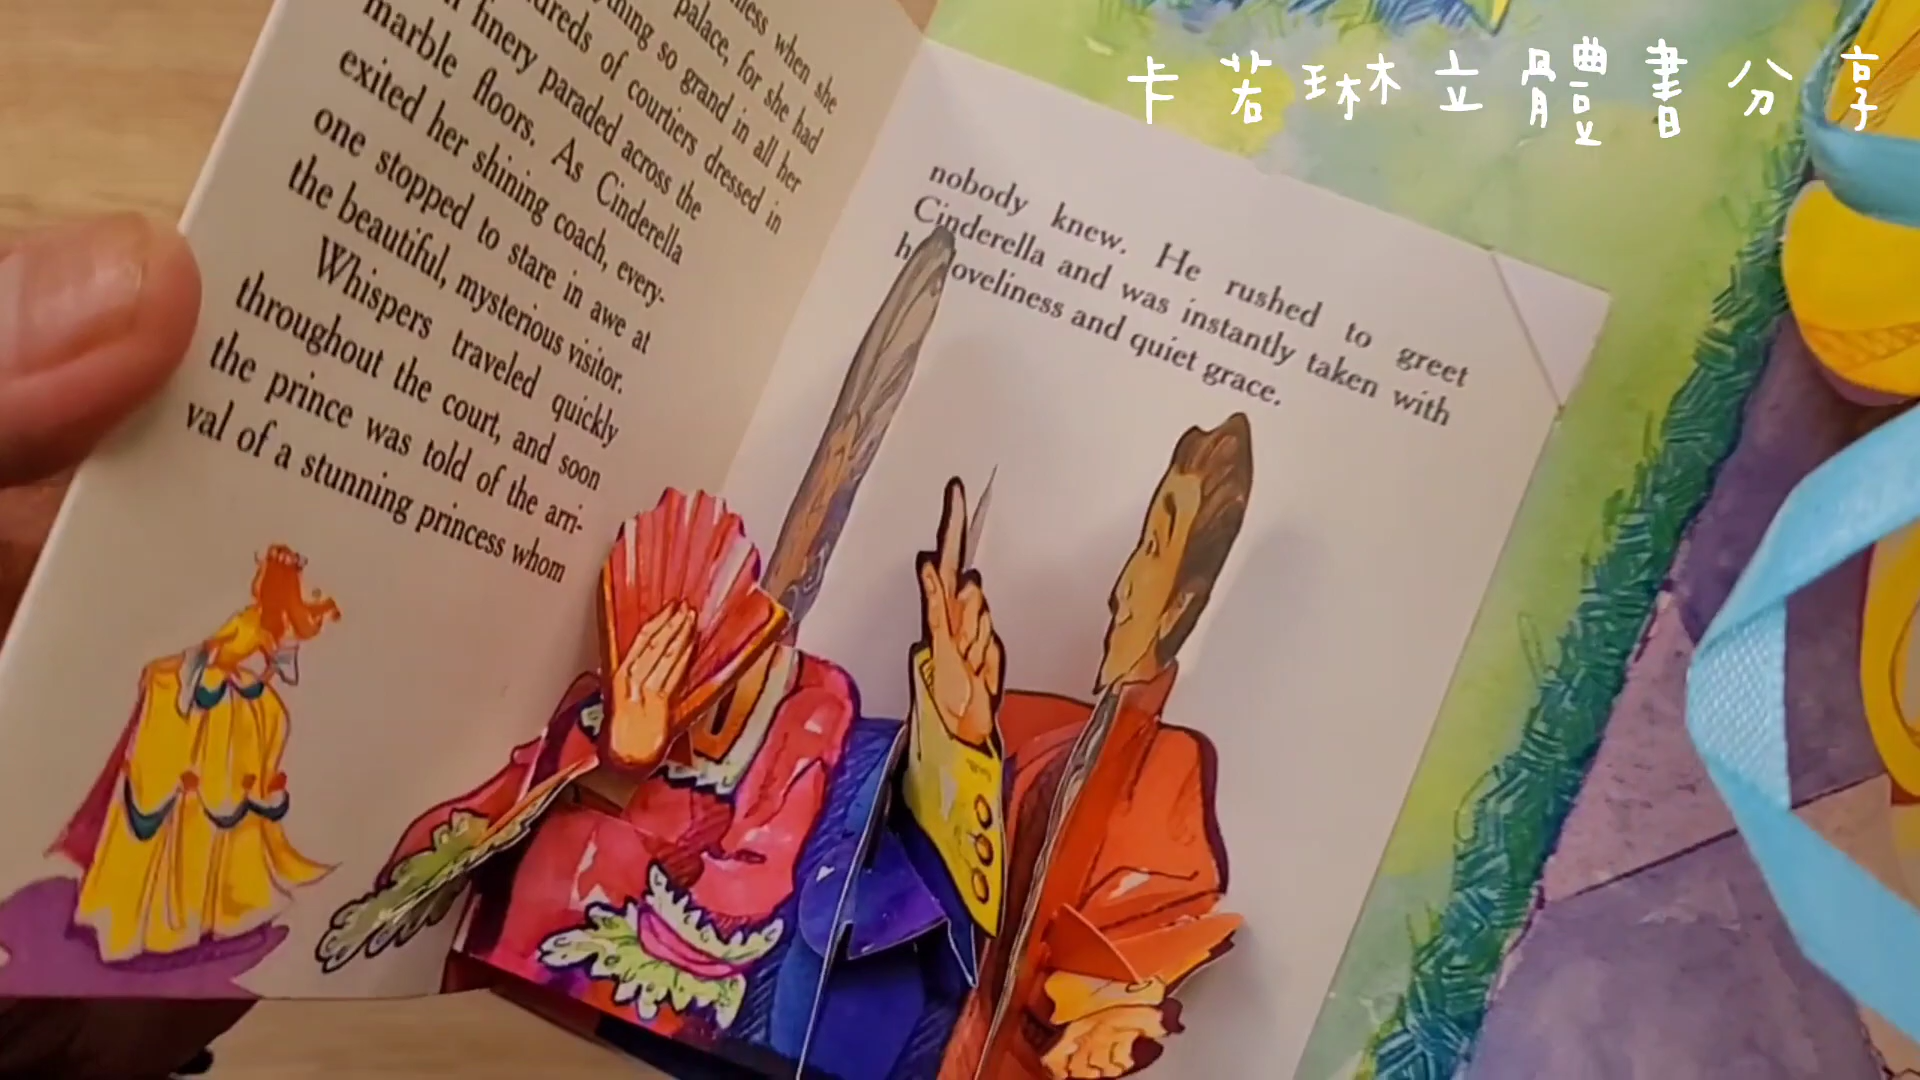 卡若琳立體書分享
ness when she
palace, for she had
thing so grand in all her
dreds of courtiers dressed in
finery paraded across the
marble floors. As Cinderella
exited her shining coach, every-
one stopped to stare in awe at
the beautiful, mysterious visitor.
Whispers traveled quickly
throughout the court, and soon
the prince was told of the arri-
val of a stunning princess whom
nobody knew. He rushed to greet
Cinderella and was instantly taken with
h loveliness and quiet grace.